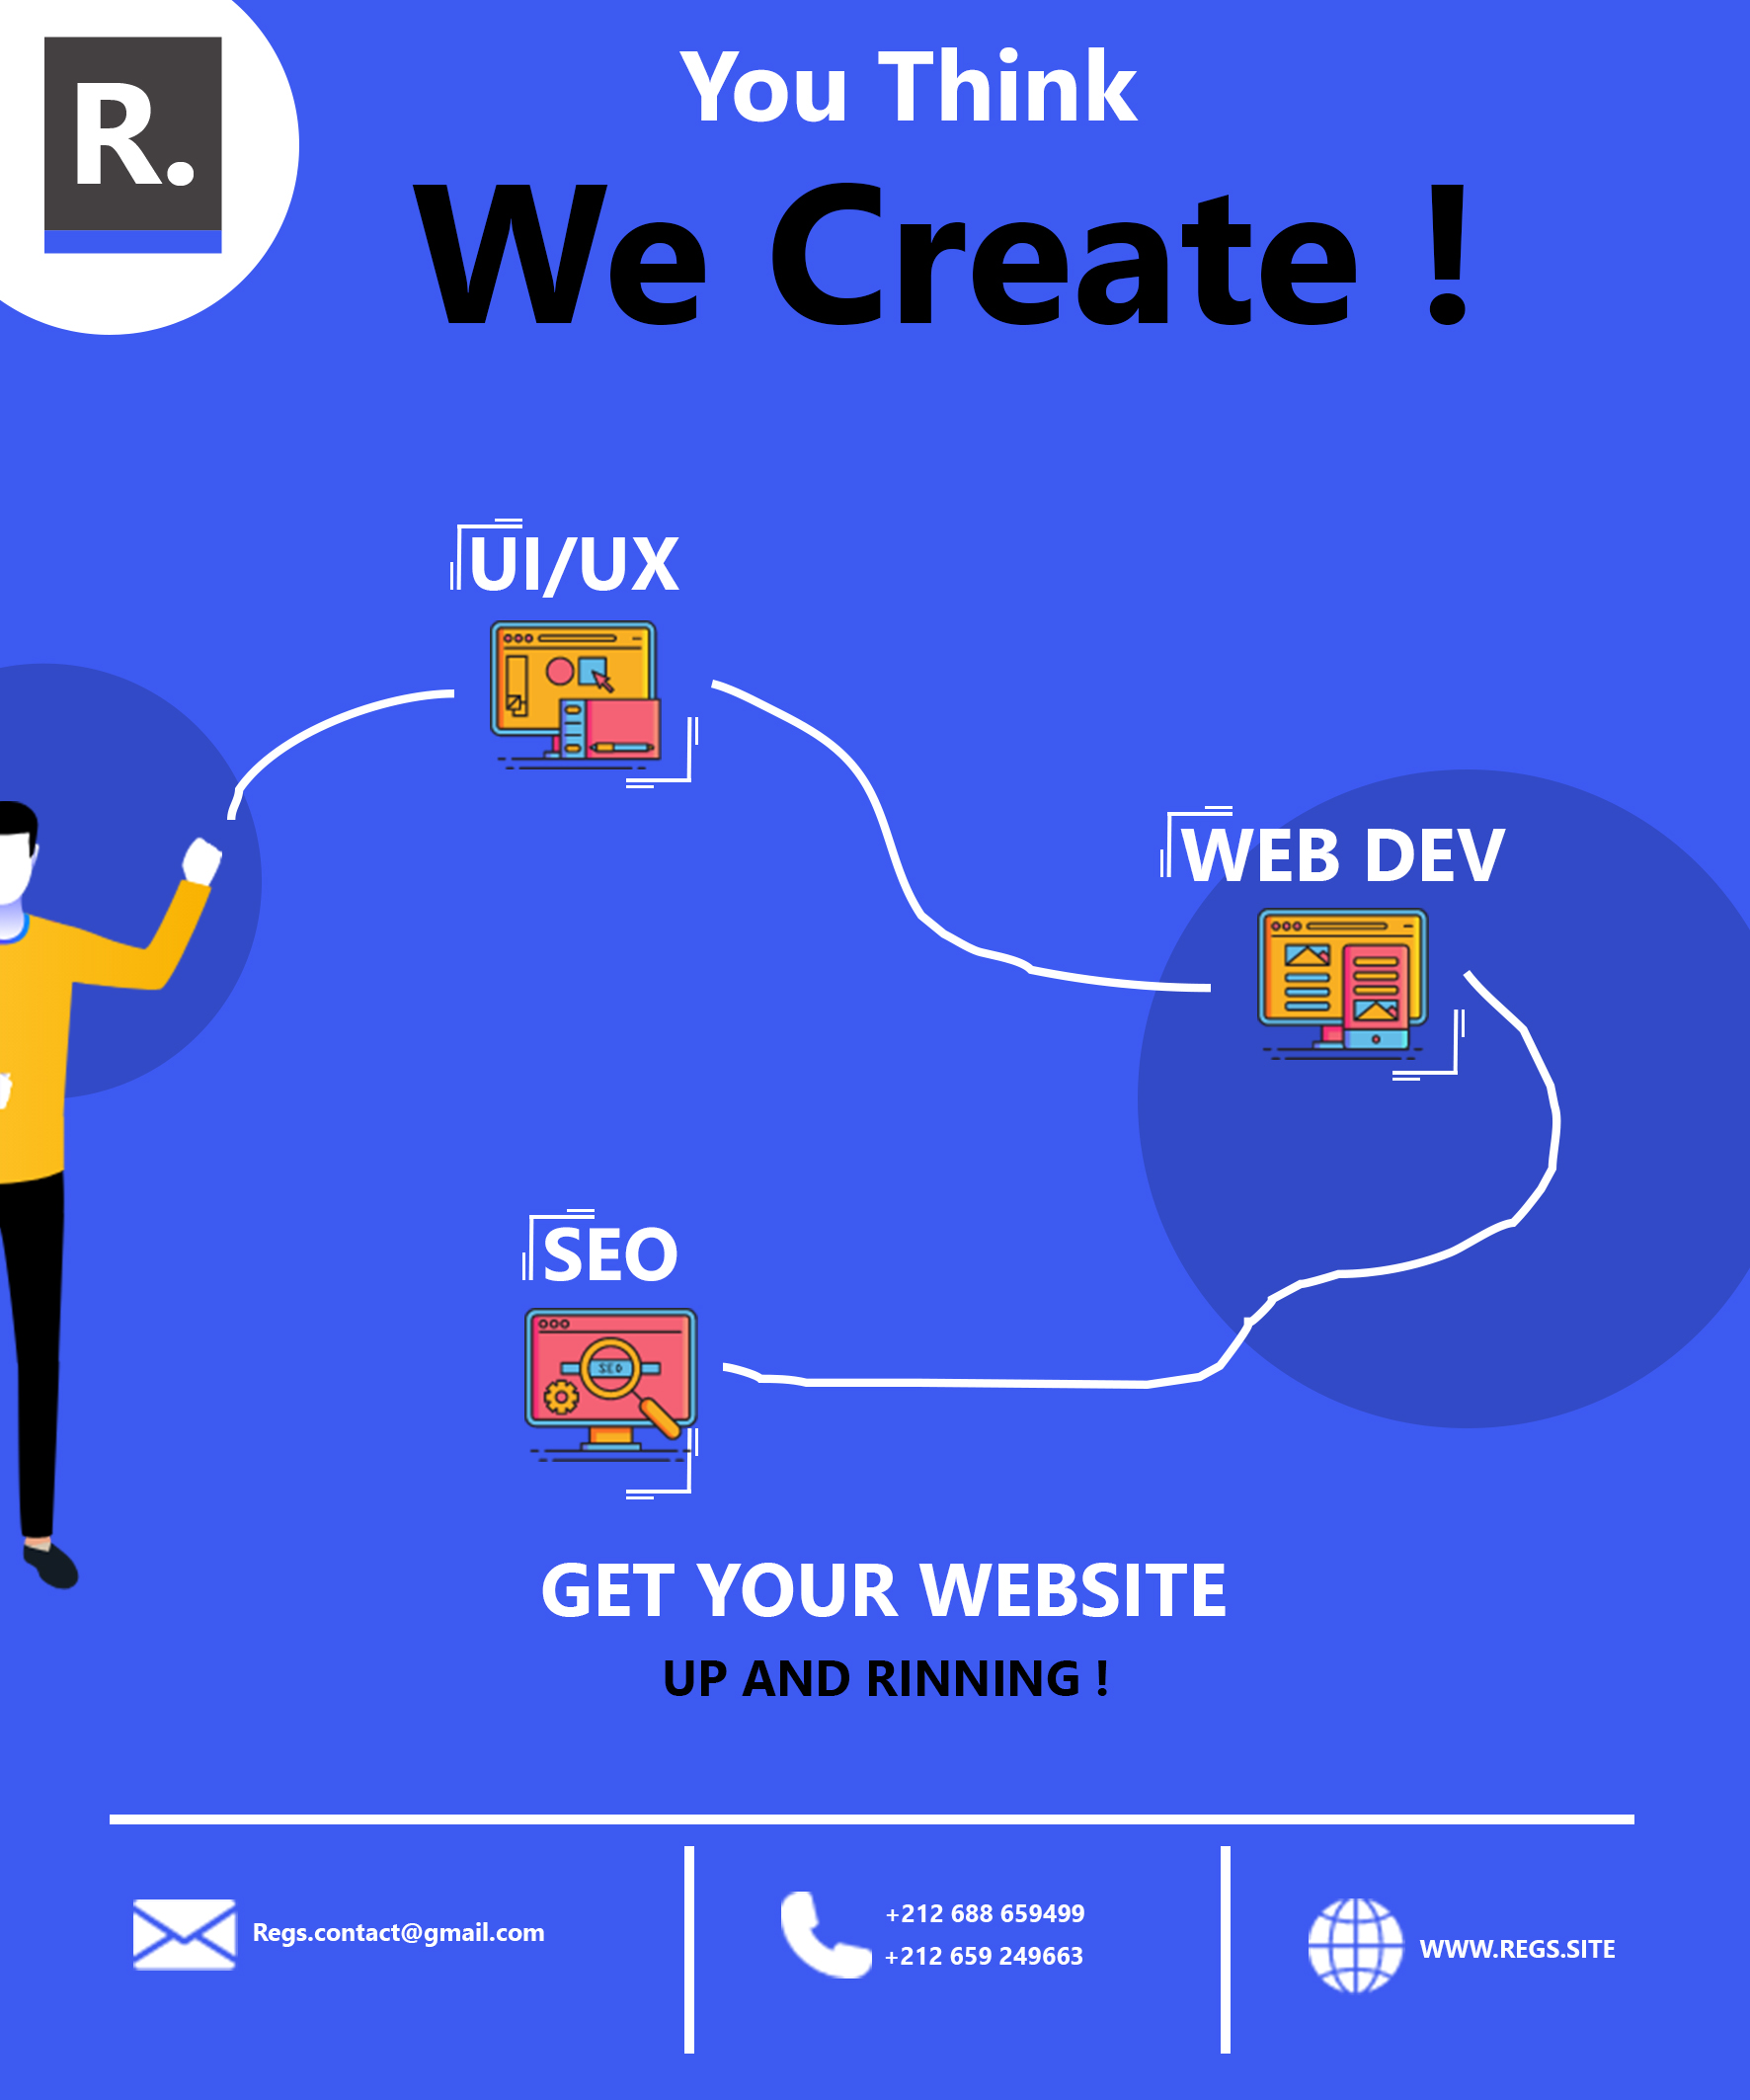 R.
You Think
We Create !
UI/UX
WEB DEV
SEO
SEO
GET YOUR WEBSITE
UP AND RINNING !
Regs.contact@gmail.com
+212 688 659499
+212 659 249663
WWW.REGS.SITE